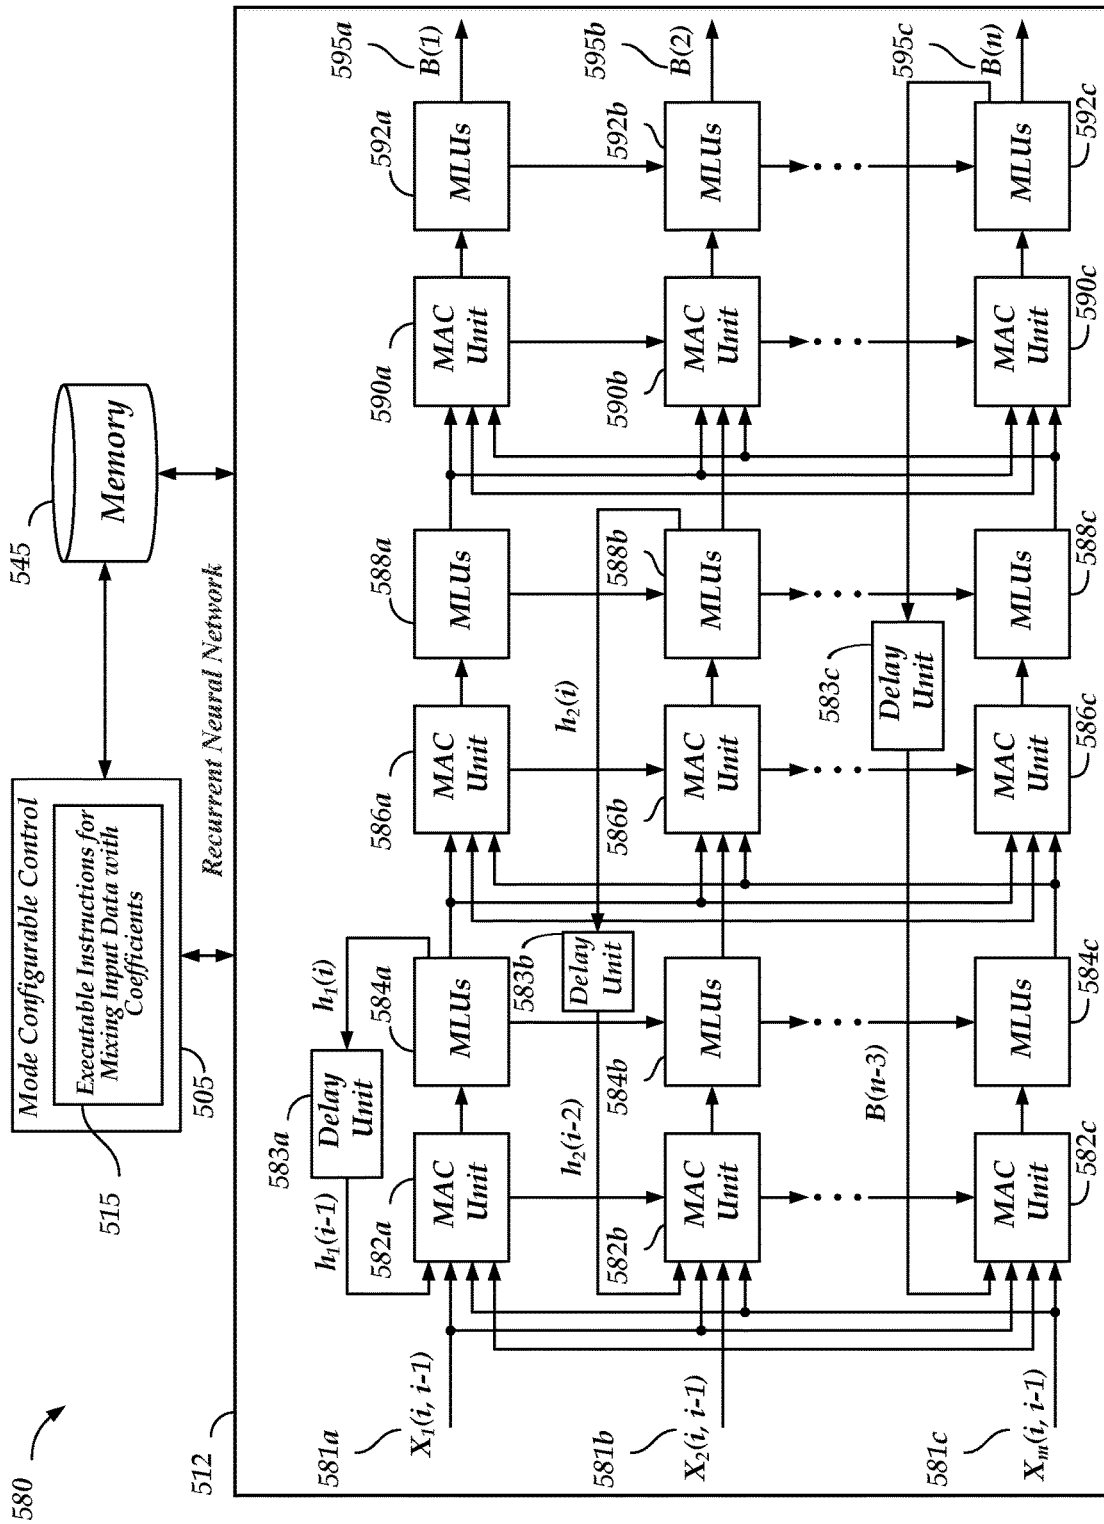 580
512
515
505
545
Mode Configurable Control
Executable Instructions for
Mixing Input Data with
Coefficients
Memory
Recurrent Neural Network
581a
X₁(i, i-1)
h₁(i-1)
583a
Delay
Unit
h₁(i)
582a
MAC
Unit
584a
MLUs
586a
MAC
Unit
588a
MLUs
590a
MAC
Unit
592a
MLUs
595a
B(1)
581b
X₂(i, i-1)
h₂(i-2)
583b
Delay
Unit
h₂(i)
582b
MAC
Unit
584b
MLUs
586b
MAC
Unit
588b
MLUs
590b
MAC
Unit
592b
MLUs
595b
B(2)
581c
Xₘ(i, i-1)
B(n-3)
583c
Delay
Unit
582c
MAC
Unit
584c
MLUs
586c
MAC
Unit
588c
MLUs
590c
MAC
Unit
592c
MLUs
595c
B(n)